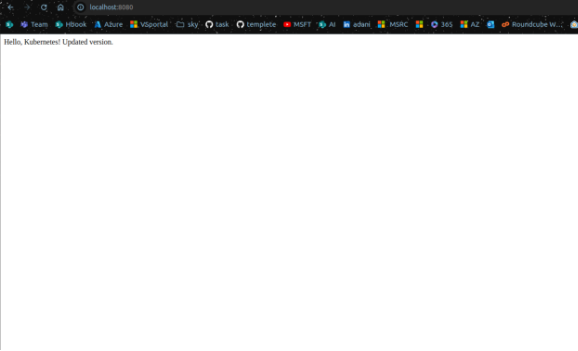 localhost:8080
Team HBook Azure VSportal sky task templete MSFT AI adani MSRC 365 AZ Roundcube W...
Hello, Kubernetes! Updated version.